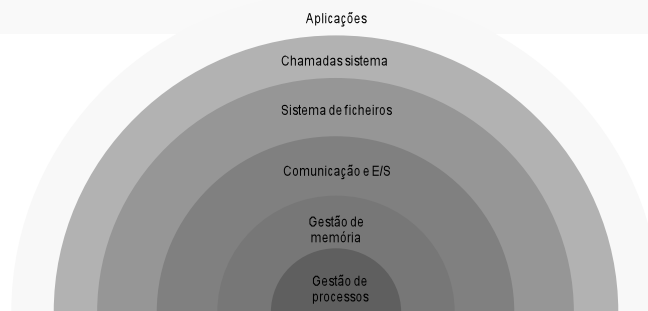 Aplicações
Chamadas sistema
Sistema de ficheiros
Comunicação e E/S
Gestão de
memória
Gestão de
processos